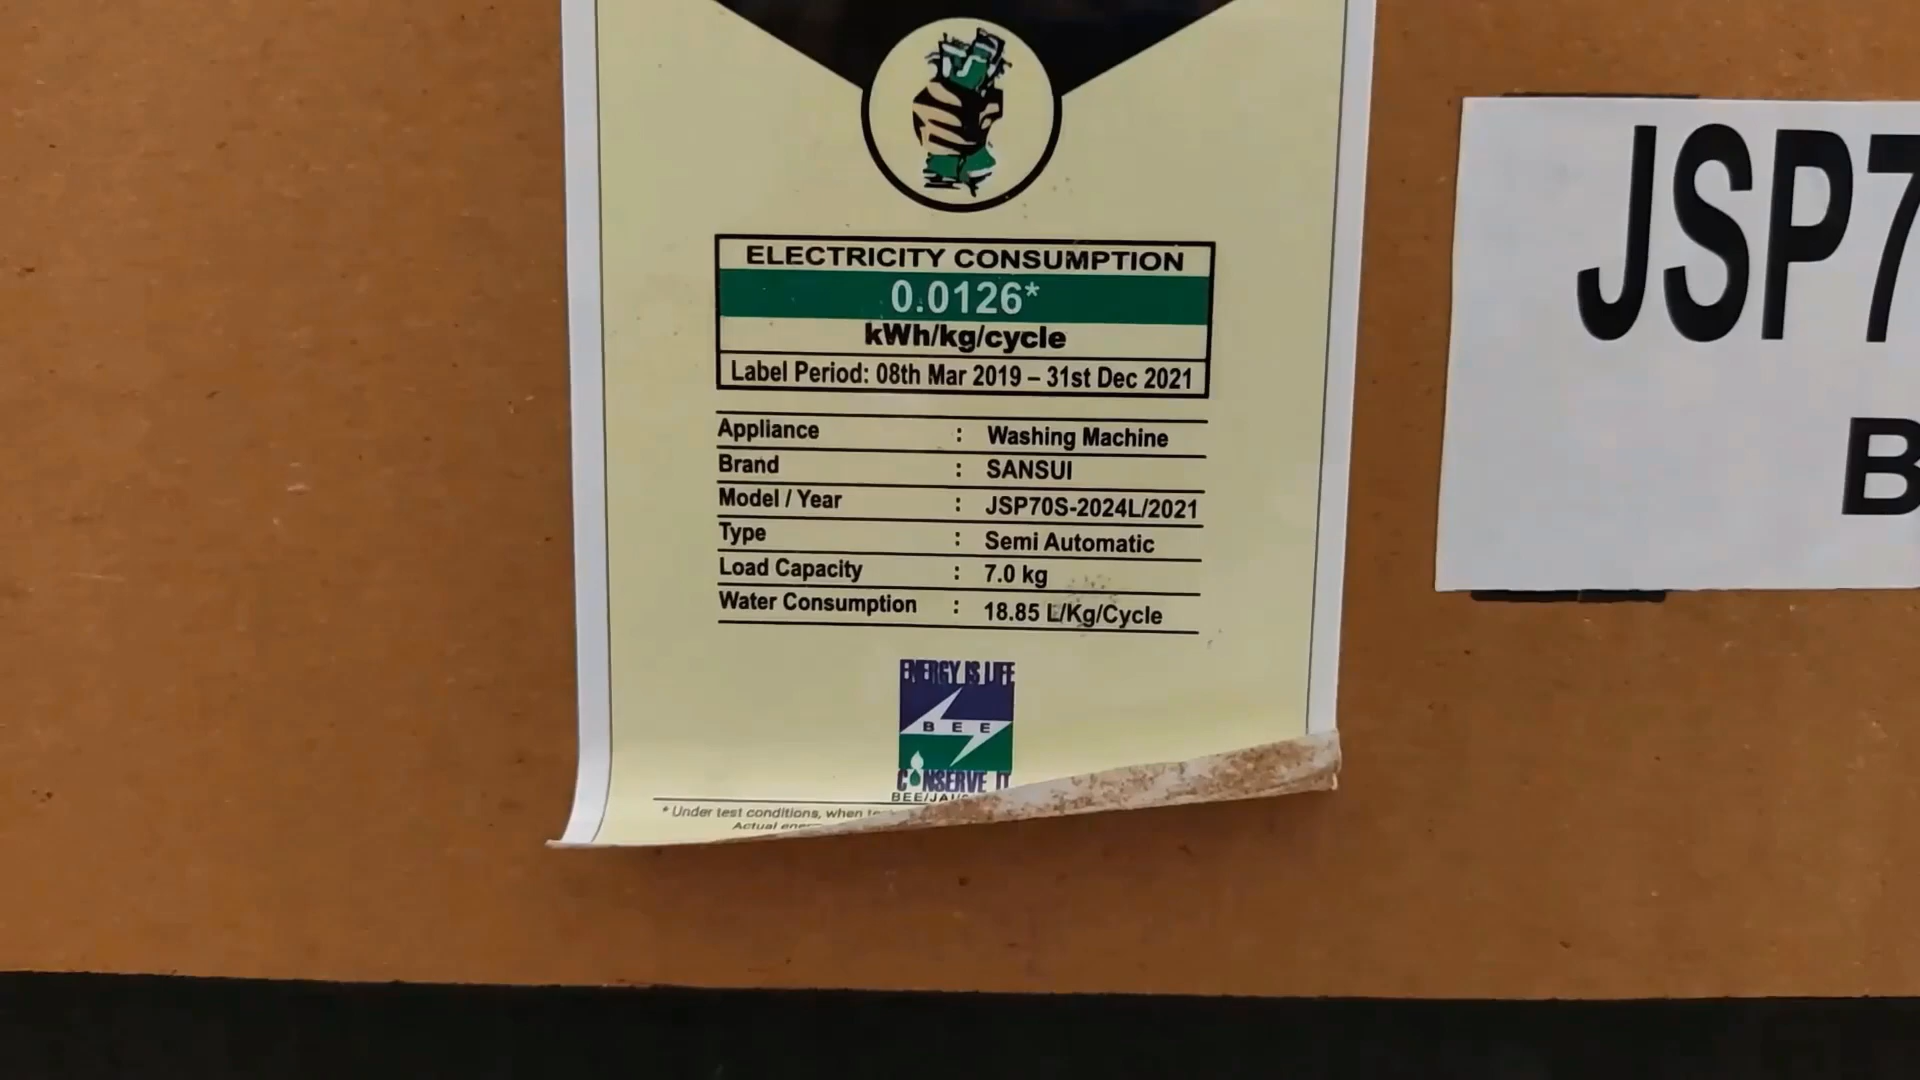 ELECTRICITY CONSUMPTION
0.0126*
kWh/kg/cycle
Label Period: 08th Mar 2019 – 31st Dec 2021
Appliance : Washing Machine
Brand : SANSUI
Model / Year : JSP70S-2024L/2021
Type : Semi Automatic
Load Capacity : 7.0 kg
Water Consumption : 18.85 L/Kg/Cycle
ENERGY IS LIFE
BEE
CONSERVE IT
* Under test conditions, when
Actual
JSP7
B